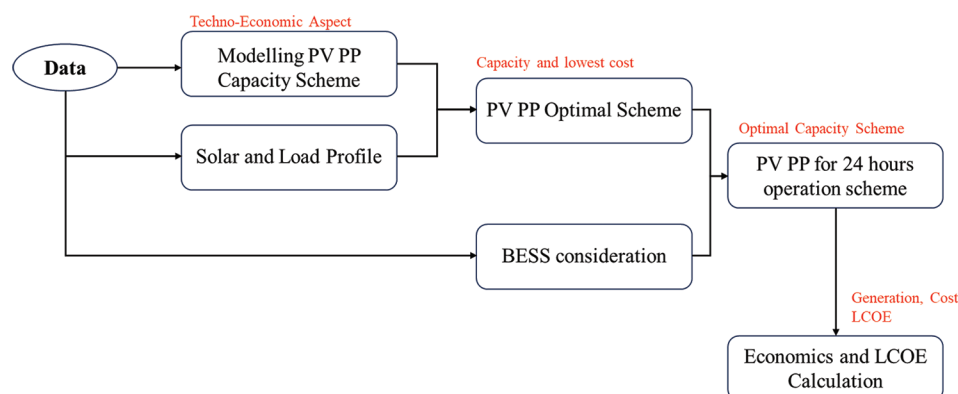 Techno-Economic Aspect
Data
Modelling PV PP
Capacity Scheme
Capacity and lowest cost
PV PP Optimal Scheme
Solar and Load Profile
Optimal Capacity Scheme
PV PP for 24 hours
operation scheme
BESS consideration
Generation, Cost
LCOE
Economics and LCOE
Calculation